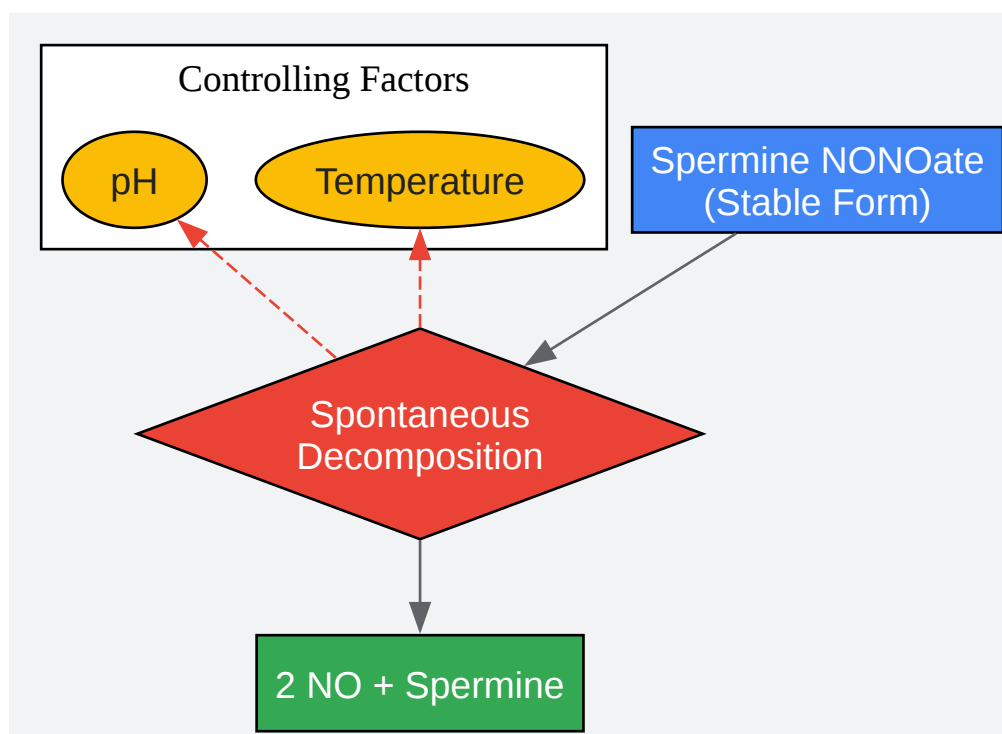 Controlling Factors
pH
Temperature
Spermine NONOate
(Stable Form)
Spontaneous
Decomposition
2 NO + Spermine